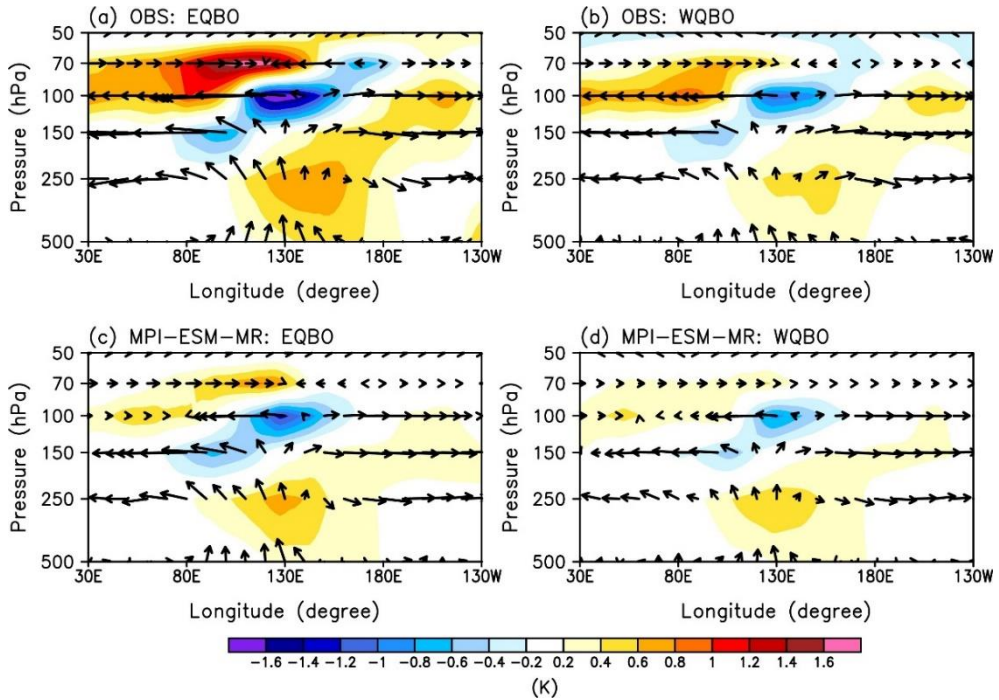 (a) OBS: EQBO
Pressure (hPa)
50
70
100
150
250
500
30E 80E 130E 180E 130W
Longitude (degree)
(b) OBS: WQBO
Pressure (hPa)
50
70
100
150
250
500
30E 80E 130E 180E 130W
Longitude (degree)
(c) MPI-ESM-MR: EQBO
Pressure (hPa)
50
70
100
150
250
500
30E 80E 130E 180E 130W
Longitude (degree)
(d) MPI-ESM-MR: WQBO
Pressure (hPa)
50
70
100
150
250
500
30E 80E 130E 180E 130W
Longitude (degree)
-1.6 -1.4 -1.2 -1 -0.8 -0.6 -0.4 -0.2 0.2 0.4 0.6 0.8 1 1.2 1.4 1.6
(K)